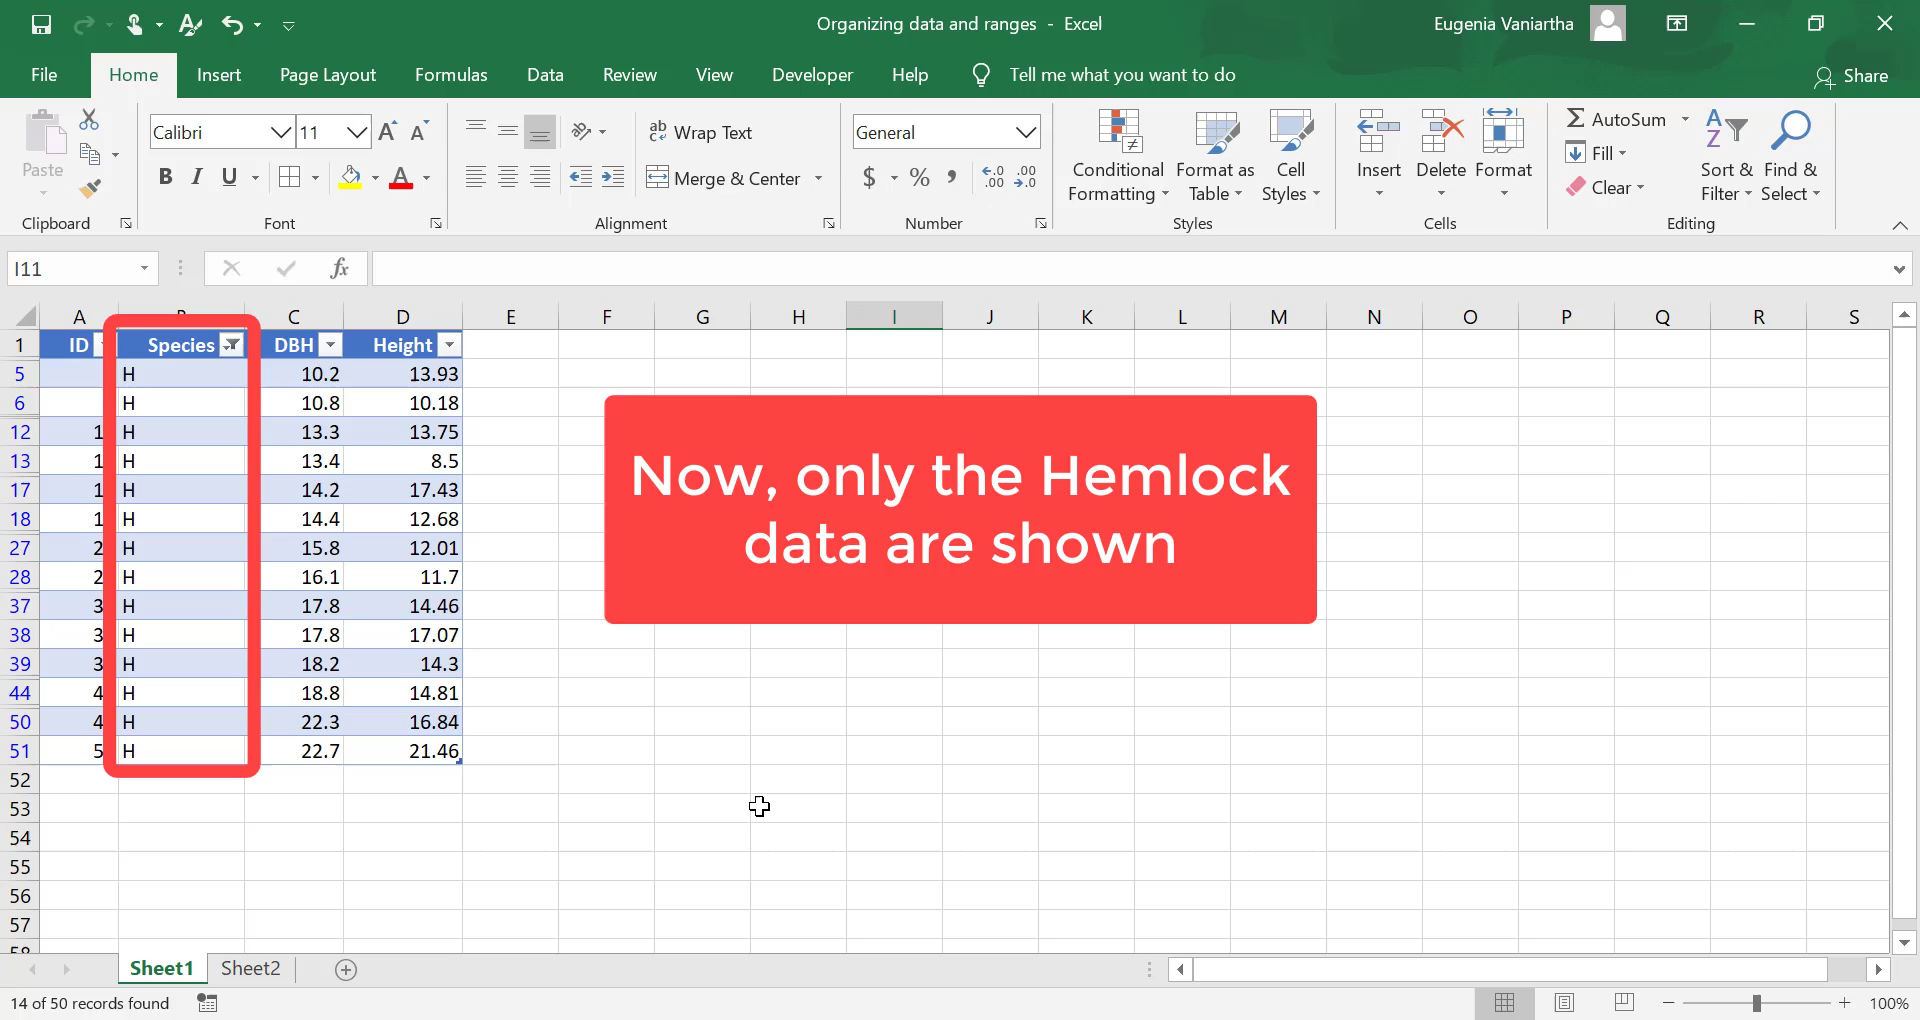 Organizing data and ranges - Excel
Eugenia Vaniartha
File Home Insert Page Layout Formulas Data Review View Developer Help Tell me what you want to do Share
Paste
Clipboard
Calibri 11
B I U A
Font
ab Wrap Text
Merge & Center
Alignment
General
$ % ,
Number
Conditional Formatting
Format as Table
Cell Styles
Styles
Insert Delete Format
Cells
AutoSum
Fill
Clear
Sort & Filter
Find & Select
Editing
I11
fx
A C D E F G H I J K L M N O P Q R S
1 ID Species DBH Height
5 H 10.2 13.93
6 H 10.8 10.18
12 1 H 13.3 13.75
13 1 H 13.4 8.5
17 1 H 14.2 17.43
18 1 H 14.4 12.68
27 2 H 15.8 12.01
28 2 H 16.1 11.7
37 3 H 17.8 14.46
38 3 H 17.8 17.07
39 3 H 18.2 14.3
44 4 H 18.8 14.81
50 4 H 22.3 16.84
51 5 H 22.7 21.46
52
53
54
55
56
57
Now, only the Hemlock
data are shown
Sheet1 Sheet2
14 of 50 records found
100%